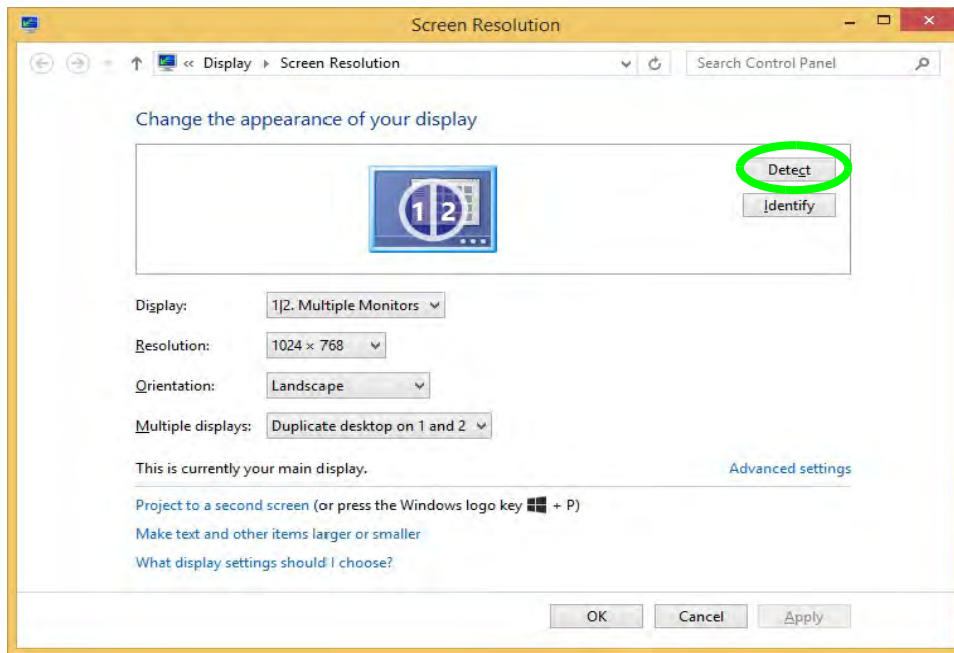 Screen Resolution
« Display ▸ Screen Resolution
Search Control Panel
Change the appearance of your display
1 2
Detect
Identify
Display: 1|2. Multiple Monitors
Resolution: 1024 × 768
Orientation: Landscape
Multiple displays: Duplicate desktop on 1 and 2
This is currently your main display. Advanced settings
Project to a second screen (or press the Windows logo key + P)
Make text and other items larger or smaller
What display settings should I choose?
OK Cancel Apply